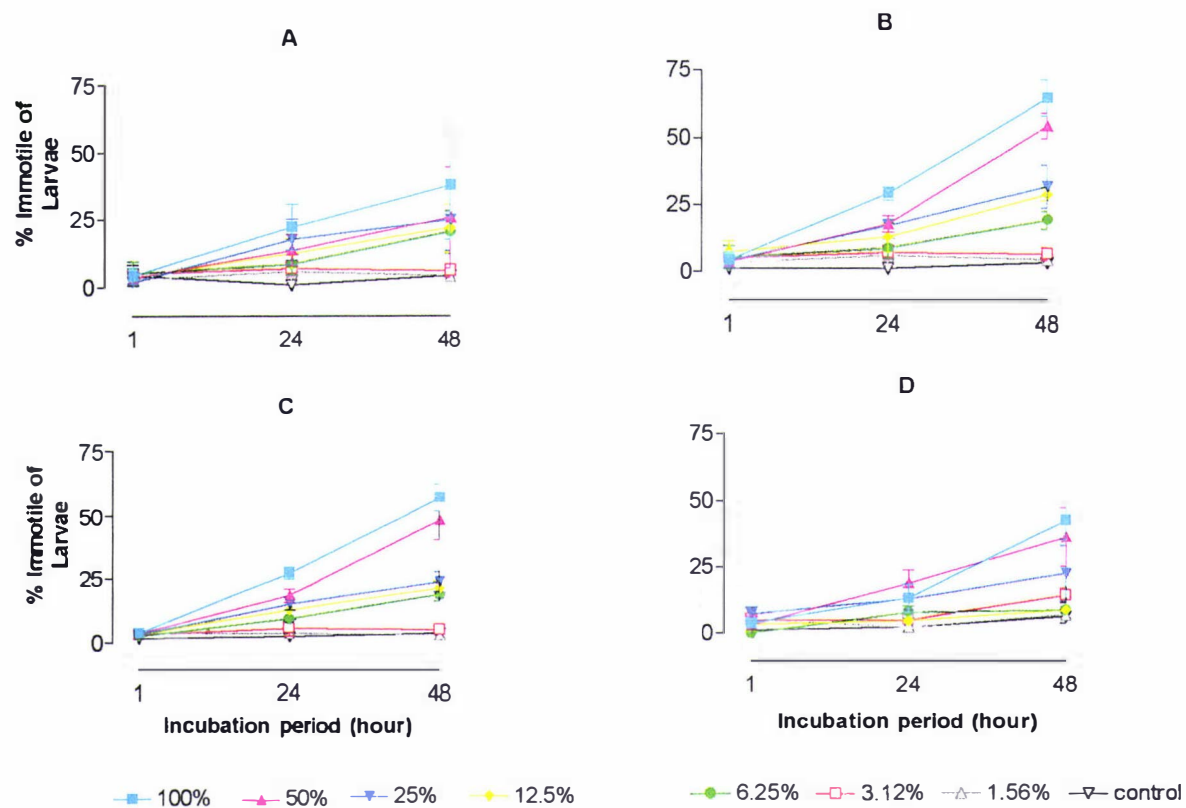 A
75
50
25
0
% Immotile of
Larvae
1 24 48
B
75
50
25
0
1 24 48
C
75
50
25
0
% Immotile of
Larvae
1 24 48
Incubation period (hour)
D
75
50
25
0
1 24 48
Incubation period (hour)
100% 50% 25% 12.5% 6.25% 3.12% 1.56% control